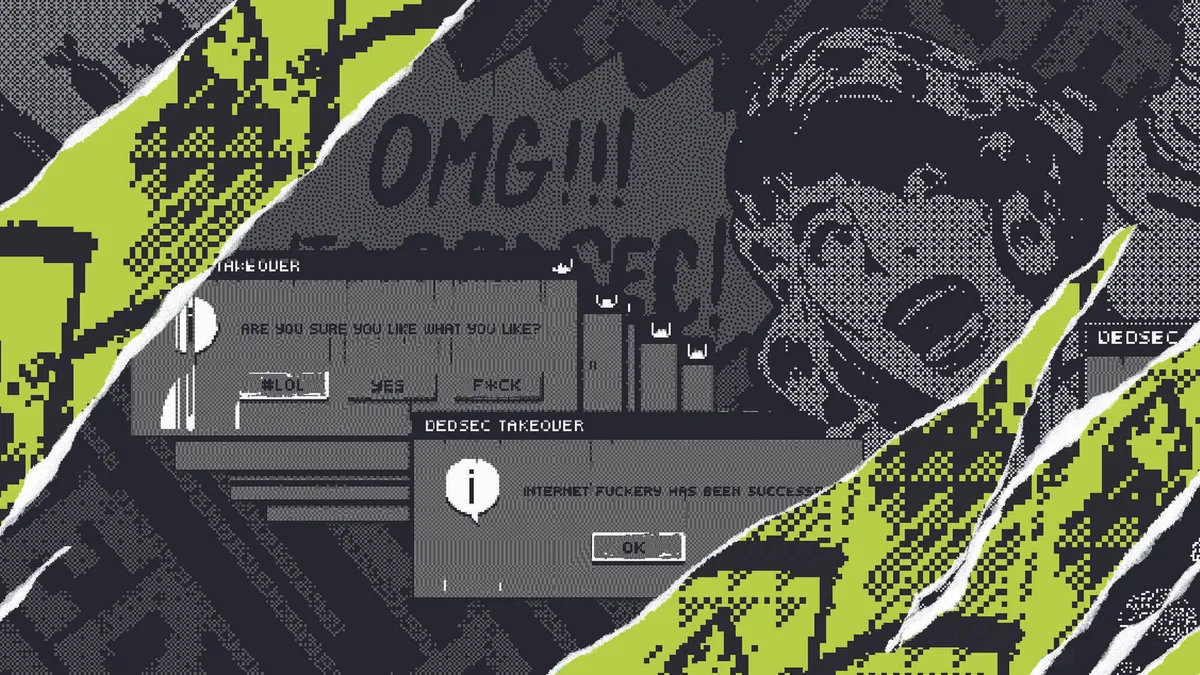 OMG!!!
TAKEOVER
ARE YOU SURE YOU LIKE WHAT YOU LIKE?
#LOL YES F*CK
DEDSEC
DEDSEC TAKEOVER
i
INTERNET FUCKERY HAS BEEN
OK